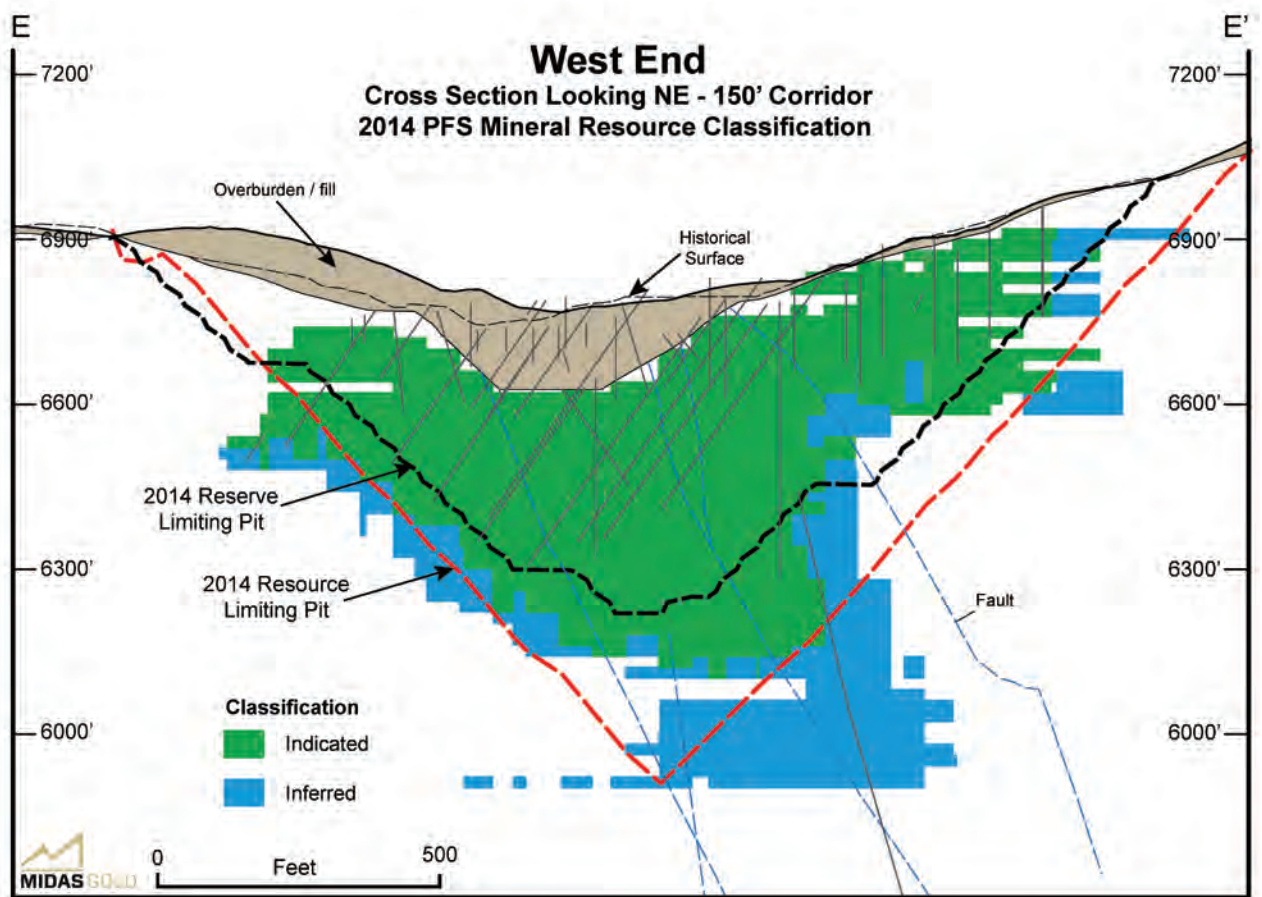 E
E'
West End
Cross Section Looking NE - 150' Corridor
2014 PFS Mineral Resource Classification
7200'
7200'
Overburden / fill
Historical
Surface
6900'
6900'
6600'
6600'
2014 Reserve
Limiting Pit
6300'
6300'
2014 Resource
Limiting Pit
Fault
Classification
Indicated
Inferred
6000'
6000'
0
500
Feet
MIDAS GOLD